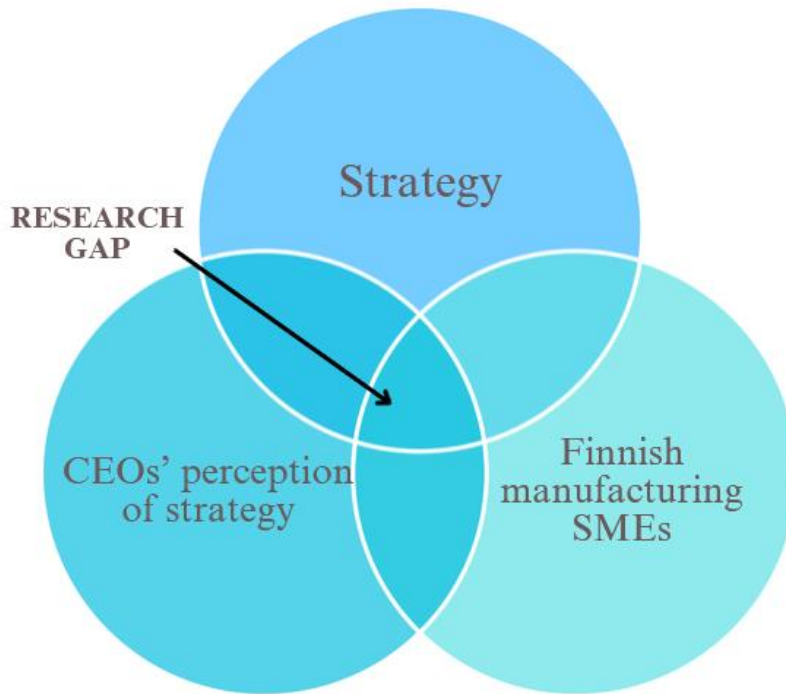 Strategy
RESEARCH
GAP
CEOs’ perception
of strategy
Finnish
manufacturing
SMEs